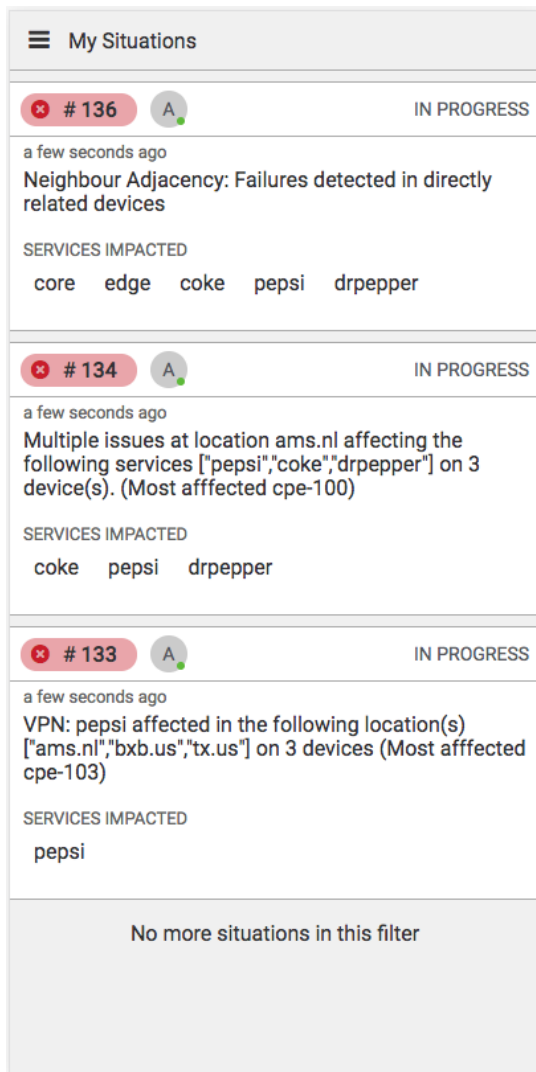 My Situations
# 136 A IN PROGRESS
a few seconds ago
Neighbour Adjacency: Failures detected in directly
related devices
SERVICES IMPACTED
core edge coke pepsi drpepper
# 134 A IN PROGRESS
a few seconds ago
Multiple issues at location ams.nl affecting the
following services ["pepsi","coke","drpepper"] on 3
device(s). (Most afffected cpe-100)
SERVICES IMPACTED
coke pepsi drpepper
# 133 A IN PROGRESS
a few seconds ago
VPN: pepsi affected in the following location(s)
["ams.nl","bxb.us","tx.us"] on 3 devices (Most afffected
cpe-103)
SERVICES IMPACTED
pepsi
No more situations in this filter